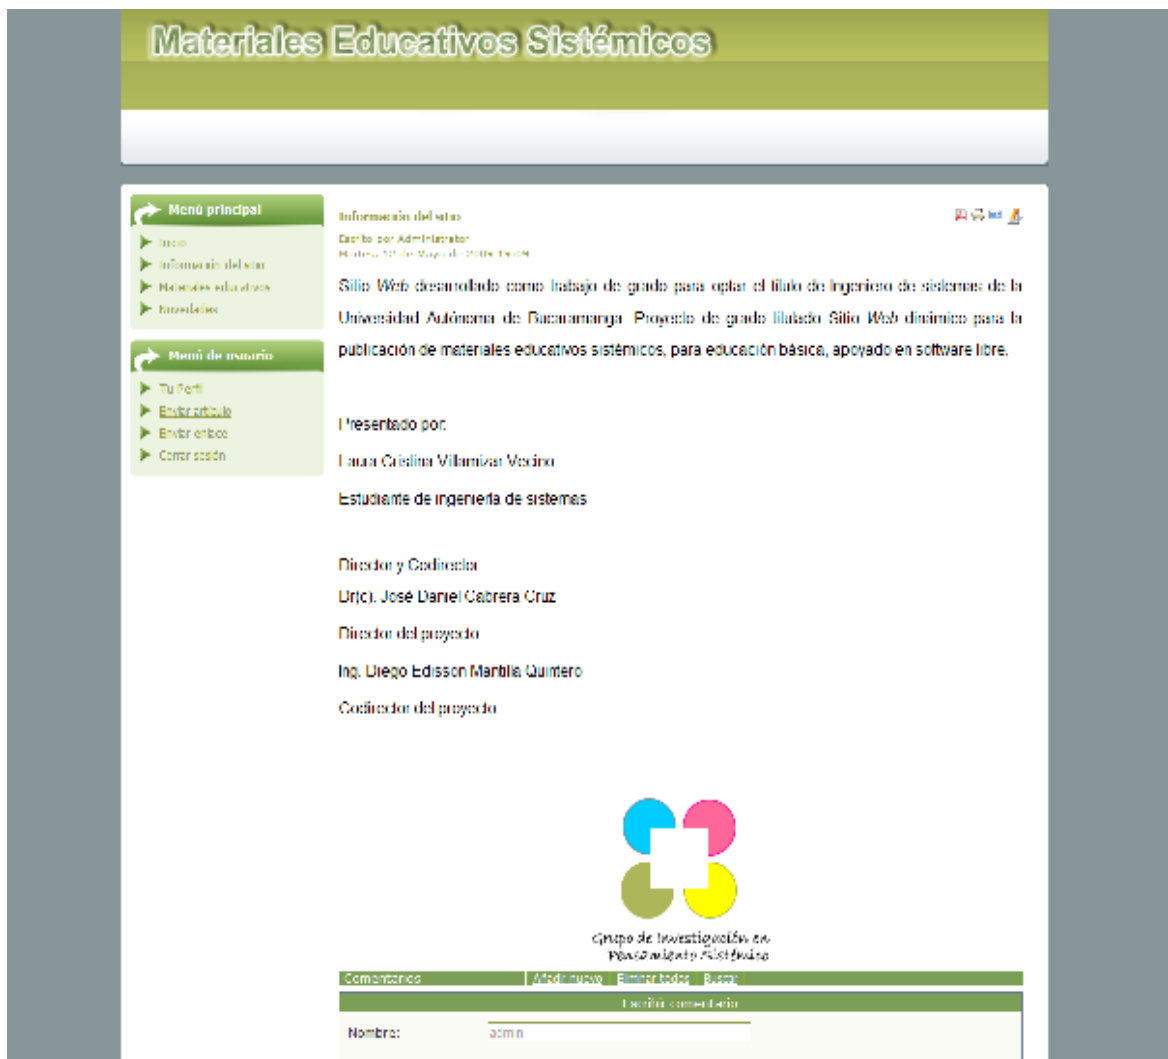 Materiales Educativos Sistémicos
Menú principal
Inicio
Información del sitio
Materiales educativos
Novedades
Menú de usuario
Tu Perfil
Enviar artículo
Enviar enlace
Cerrar sesión
Información del sitio
Escrito por Administrator
Martes, 12 de Mayo de 2009
Sitio Web desarrollado como trabajo de grado para optar el título de Ingeniero de sistemas de la
Universidad Autónoma de Bucaramanga. Proyecto de grado titulado Sitio Web dinámico para la
publicación de materiales educativos sistémicos, para educación básica, apoyado en software libre.
Presentado por:
Laura Cristina Villamizar Vecino
Estudiante de ingeniería de sistemas
Director y Codirector
Dr(c). José Daniel Cabrera Cruz
Director del proyecto
Ing. Diego Edisson Mantilla Quintero
Codirector del proyecto
Grupo de Investigación en
Pensamiento Sistémico
Comentarios Añadir nuevo Eliminar todos Buscar
Escribir comentario
Nombre: admin